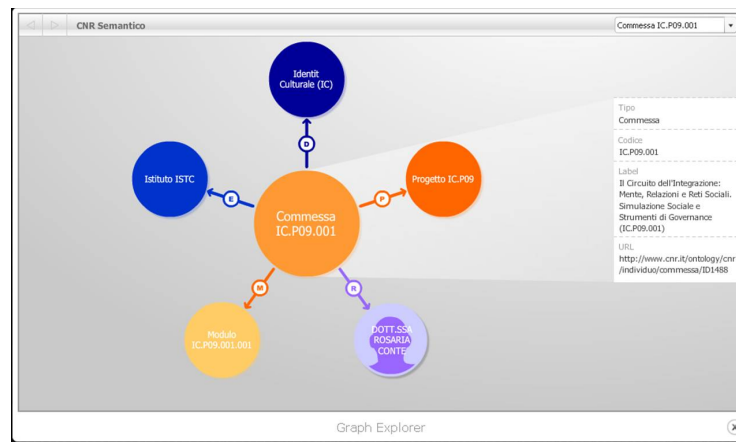 CNR Semantico
Commessa IC.P09.001
Identit
Culturale (IC)
D
Istituto ISTC
E
Progetto IC.P09
P
Commessa
IC.P09.001
M
R
Modulo
IC.P09.001.001
DOTT.SSA
ROSARIA
CONTE
Tipo
Commessa
Codice
IC.P09.001
Label
Il Circuito dell'Integrazione:
Mente, Relazioni e Reti Sociali.
Simulazione Sociale e
Strumenti di Governance
(IC.P09.001)
URL
http://www.cnr.it/ontology/cnr
/individuo/commessa/ID1488
Graph Explorer